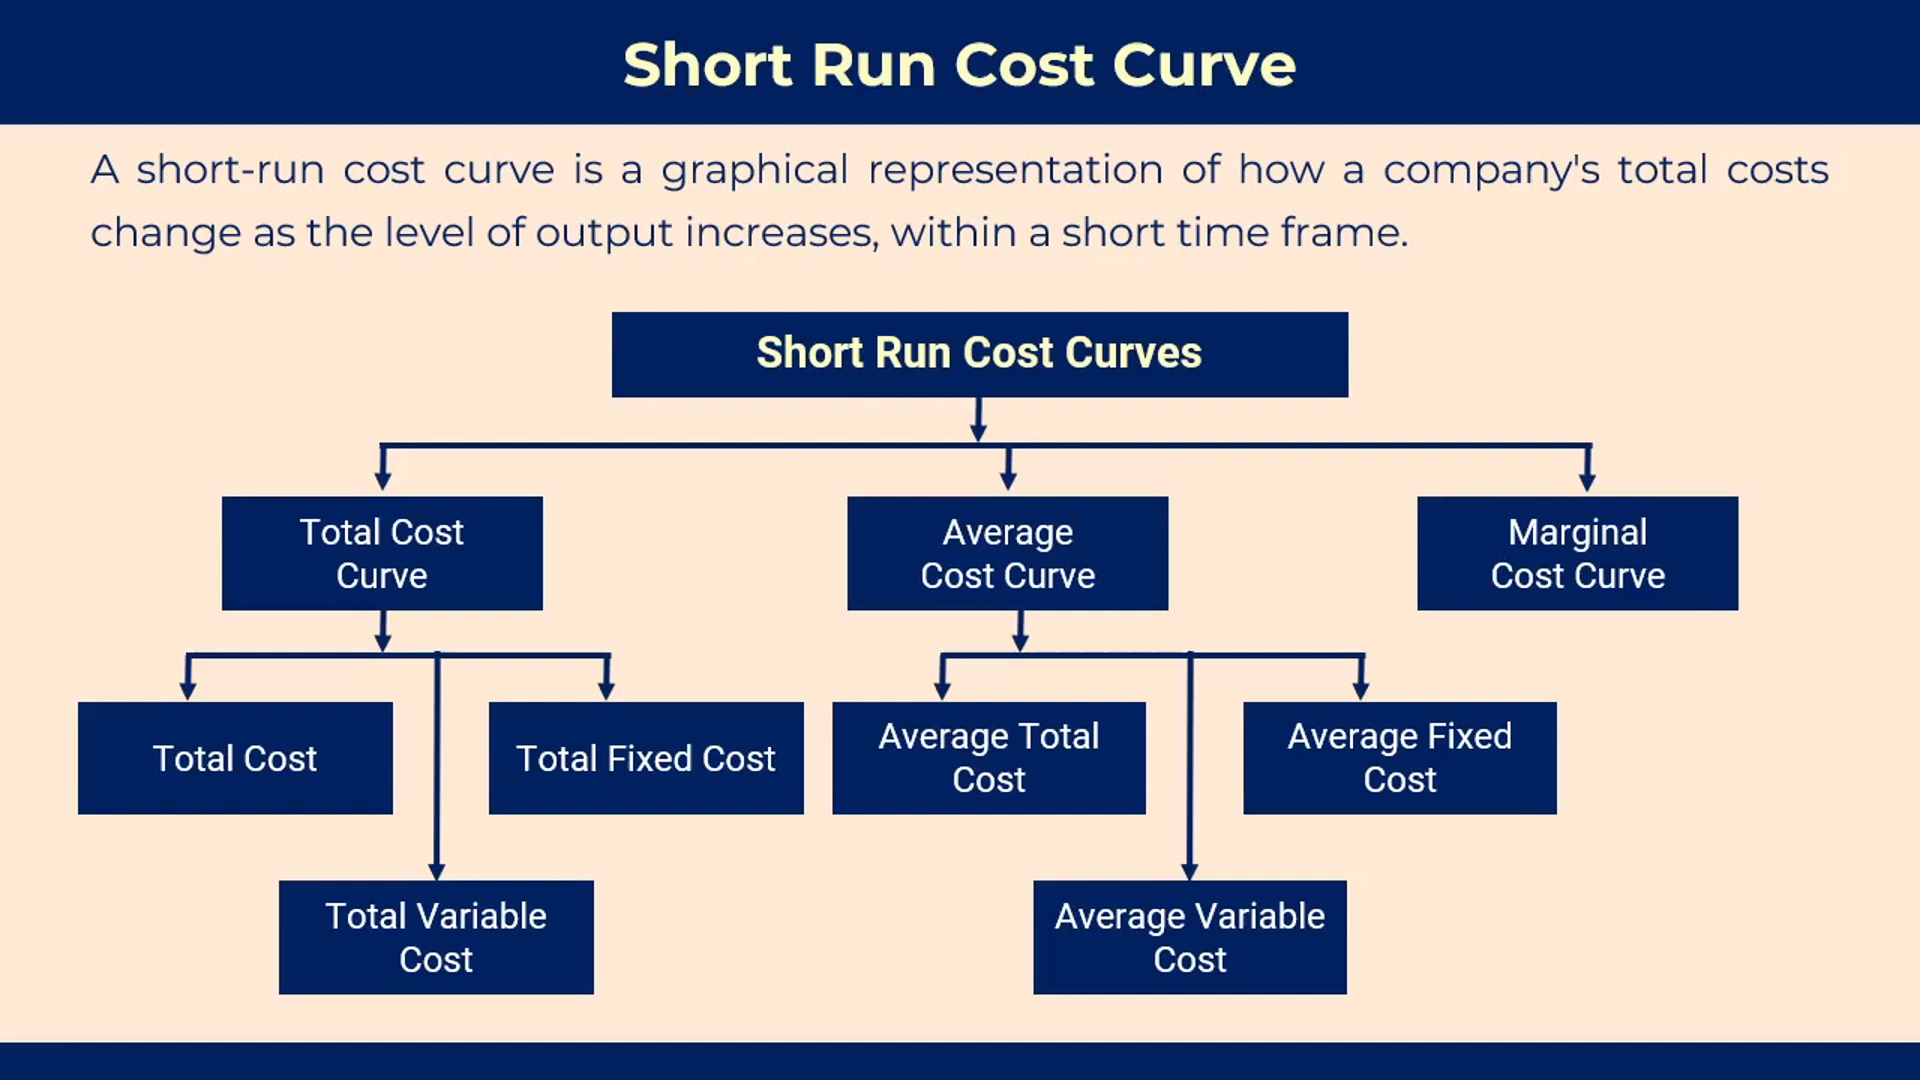 Short Run Cost Curve
A short-run cost curve is a graphical representation of how a company's total costs
change as the level of output increases, within a short time frame.
Short Run Cost Curves
Total Cost
Curve
Average
Cost Curve
Marginal
Cost Curve
Total Cost
Total Fixed Cost
Average Total
Cost
Average Fixed
Cost
Total Variable
Cost
Average Variable
Cost